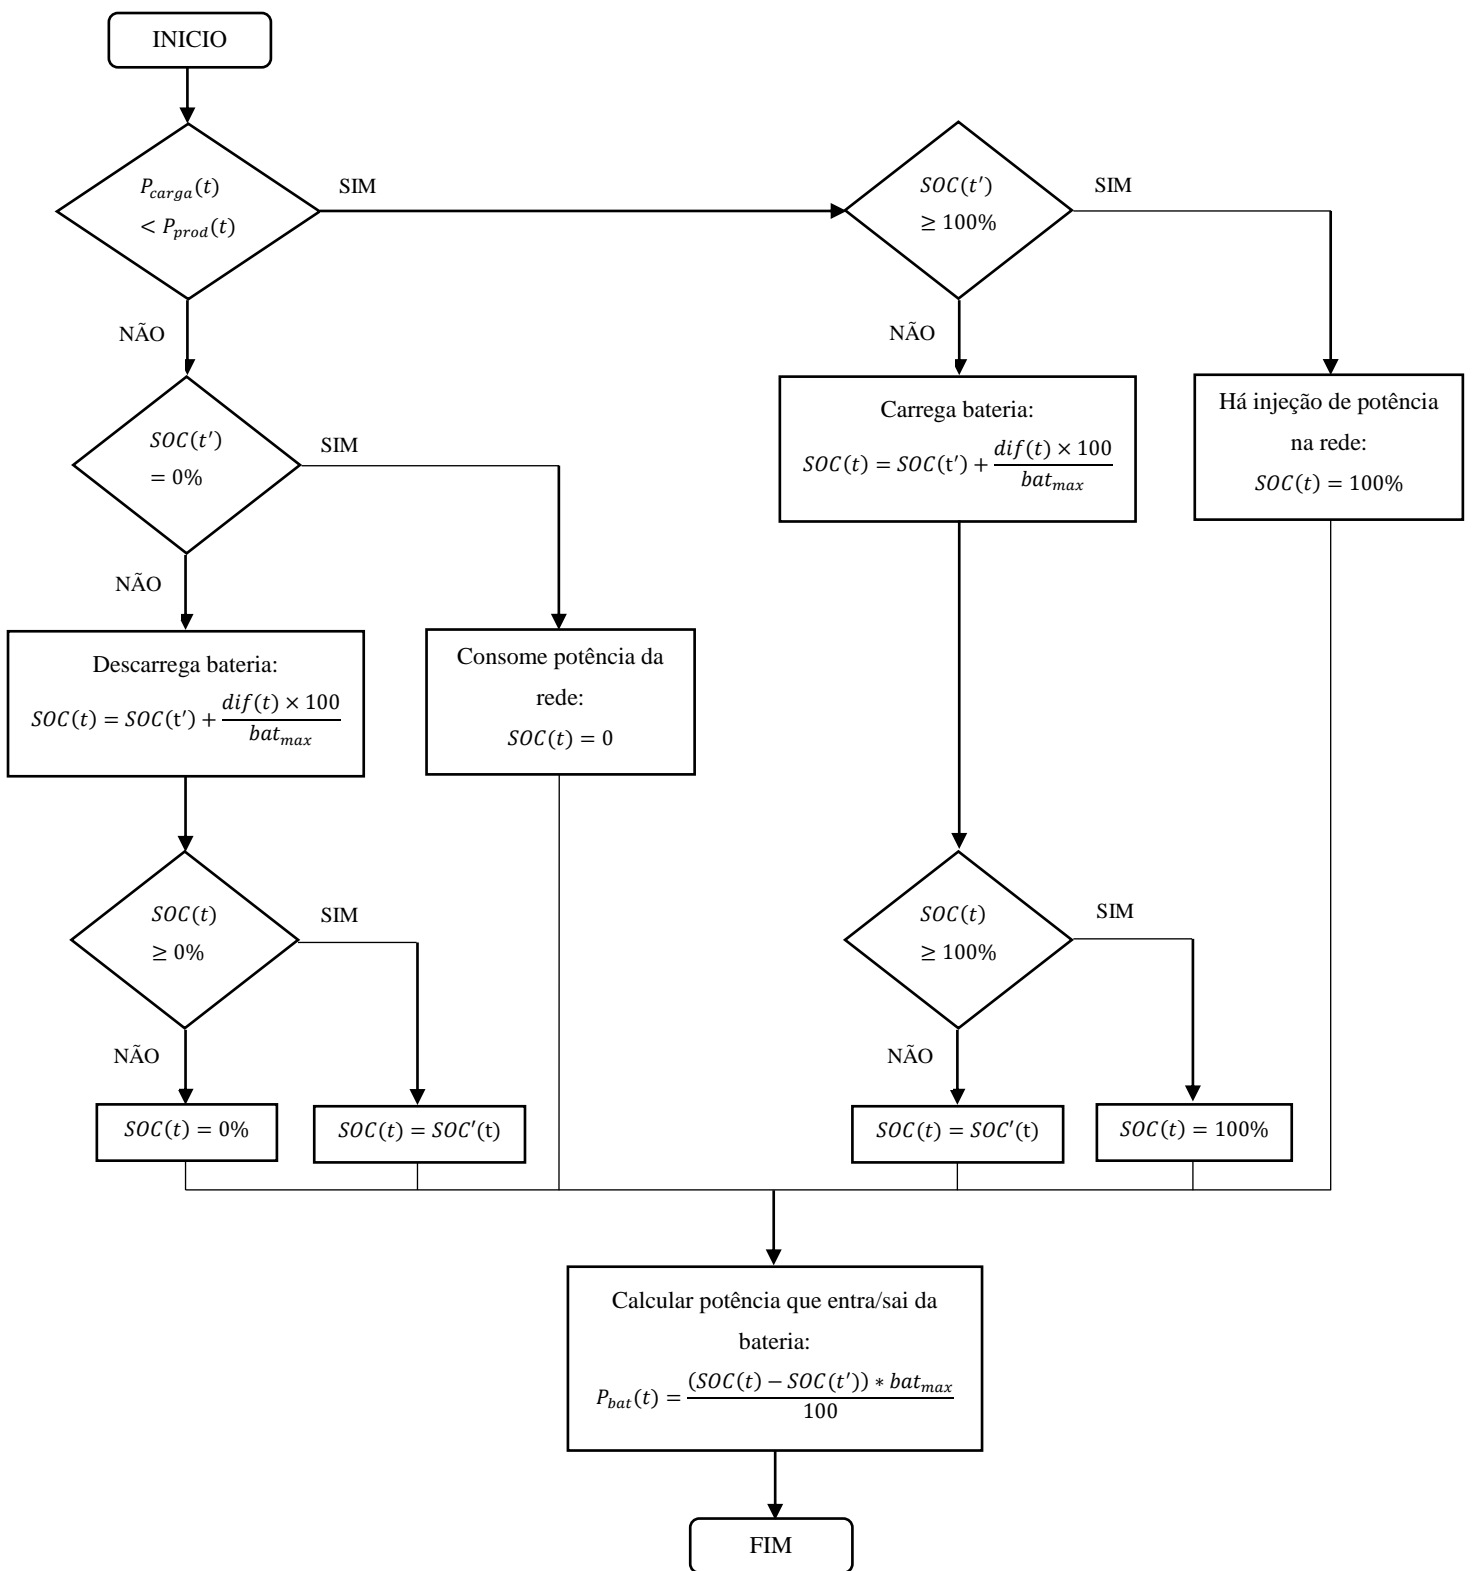 INICIO
P_carga(t)
< P_prod(t)
SIM
SOC(t′)
≥ 100%
SIM
NÃO
NÃO
SOC(t′)
= 0%
SIM
Carrega bateria:
SOC(t) = SOC(t′) + dif(t) × 100 / bat_max
Há injeção de potência
na rede:
SOC(t) = 100%
NÃO
Descarrega bateria:
SOC(t) = SOC(t′) + dif(t) × 100 / bat_max
Consome potência da
rede:
SOC(t) = 0
SOC(t)
≥ 0%
SIM
NÃO
SOC(t)
≥ 100%
SIM
NÃO
SOC(t) = 0%
SOC(t) = SOC′(t)
SOC(t) = SOC′(t)
SOC(t) = 100%
Calcular potência que entra/sai da
bateria:
P_bat(t) = (SOC(t) − SOC(t′)) ∗ bat_max / 100
FIM